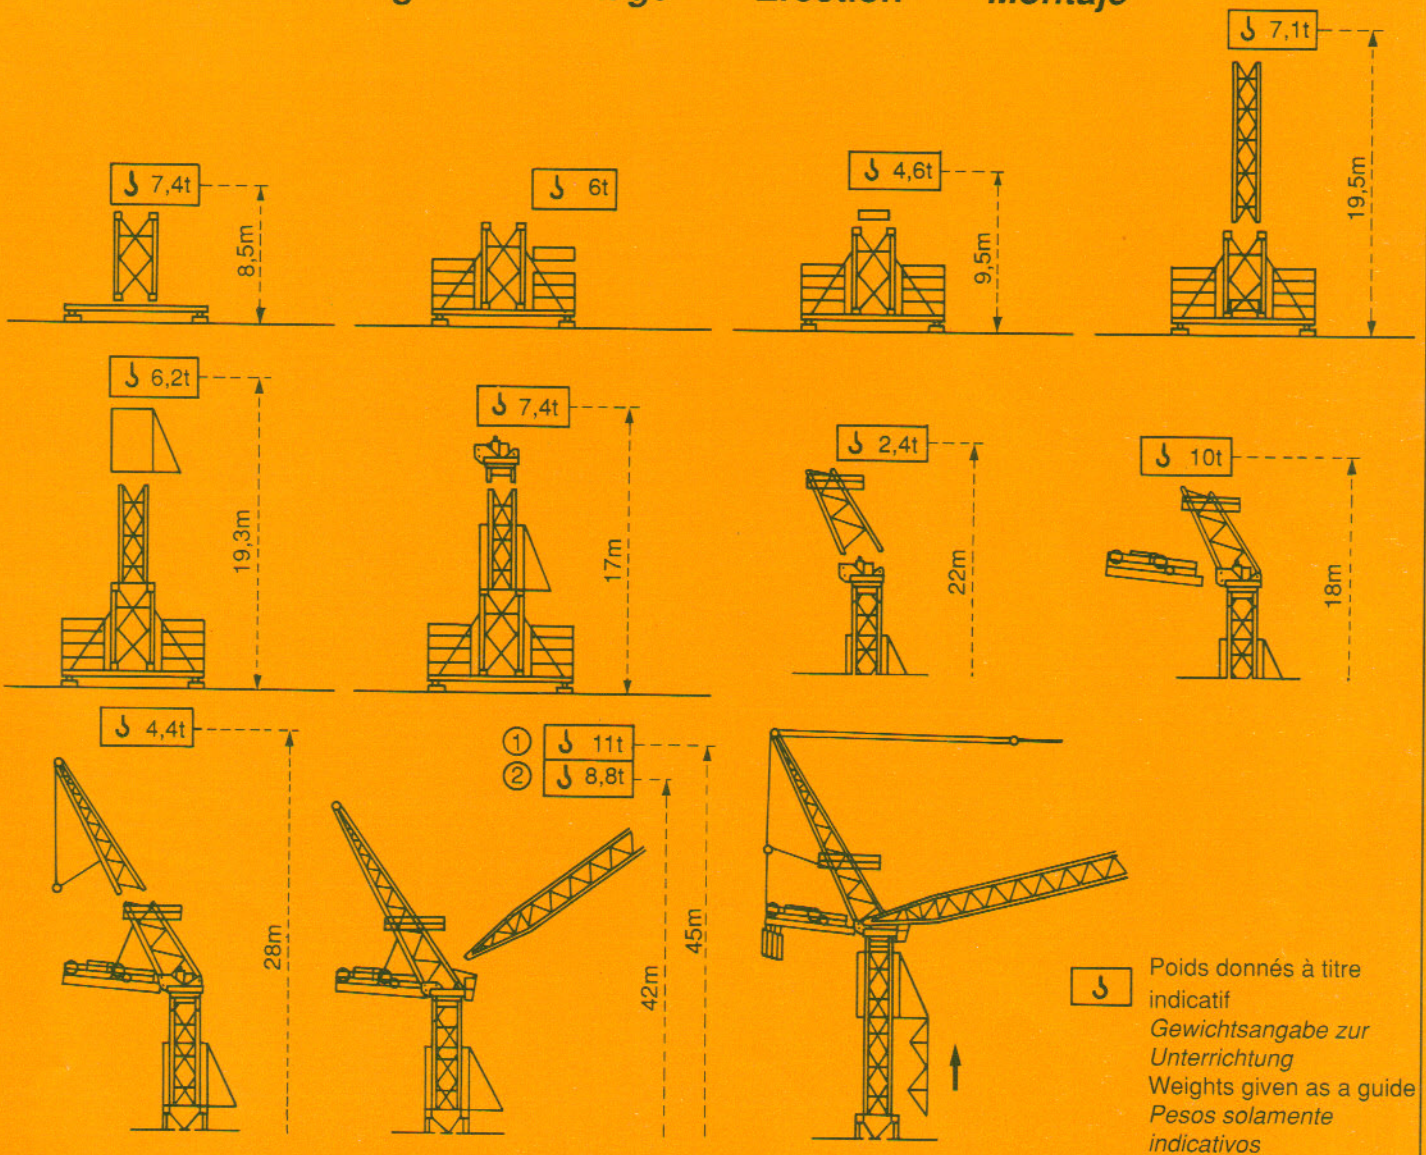 Erection
Montaje
7,1t
19,5m
7,4t
8,5m
6t
4,6t
9,5m
6,2t
19,3m
7,4t
17m
2,4t
22m
10t
18m
4,4t
28m
1 11t
2 8,8t
45m
42m
Poids donnés à titre
indicatif
Gewichtsangabe zur
Unterrichtung
Weights given as a guide
Pesos solamente
indicativos